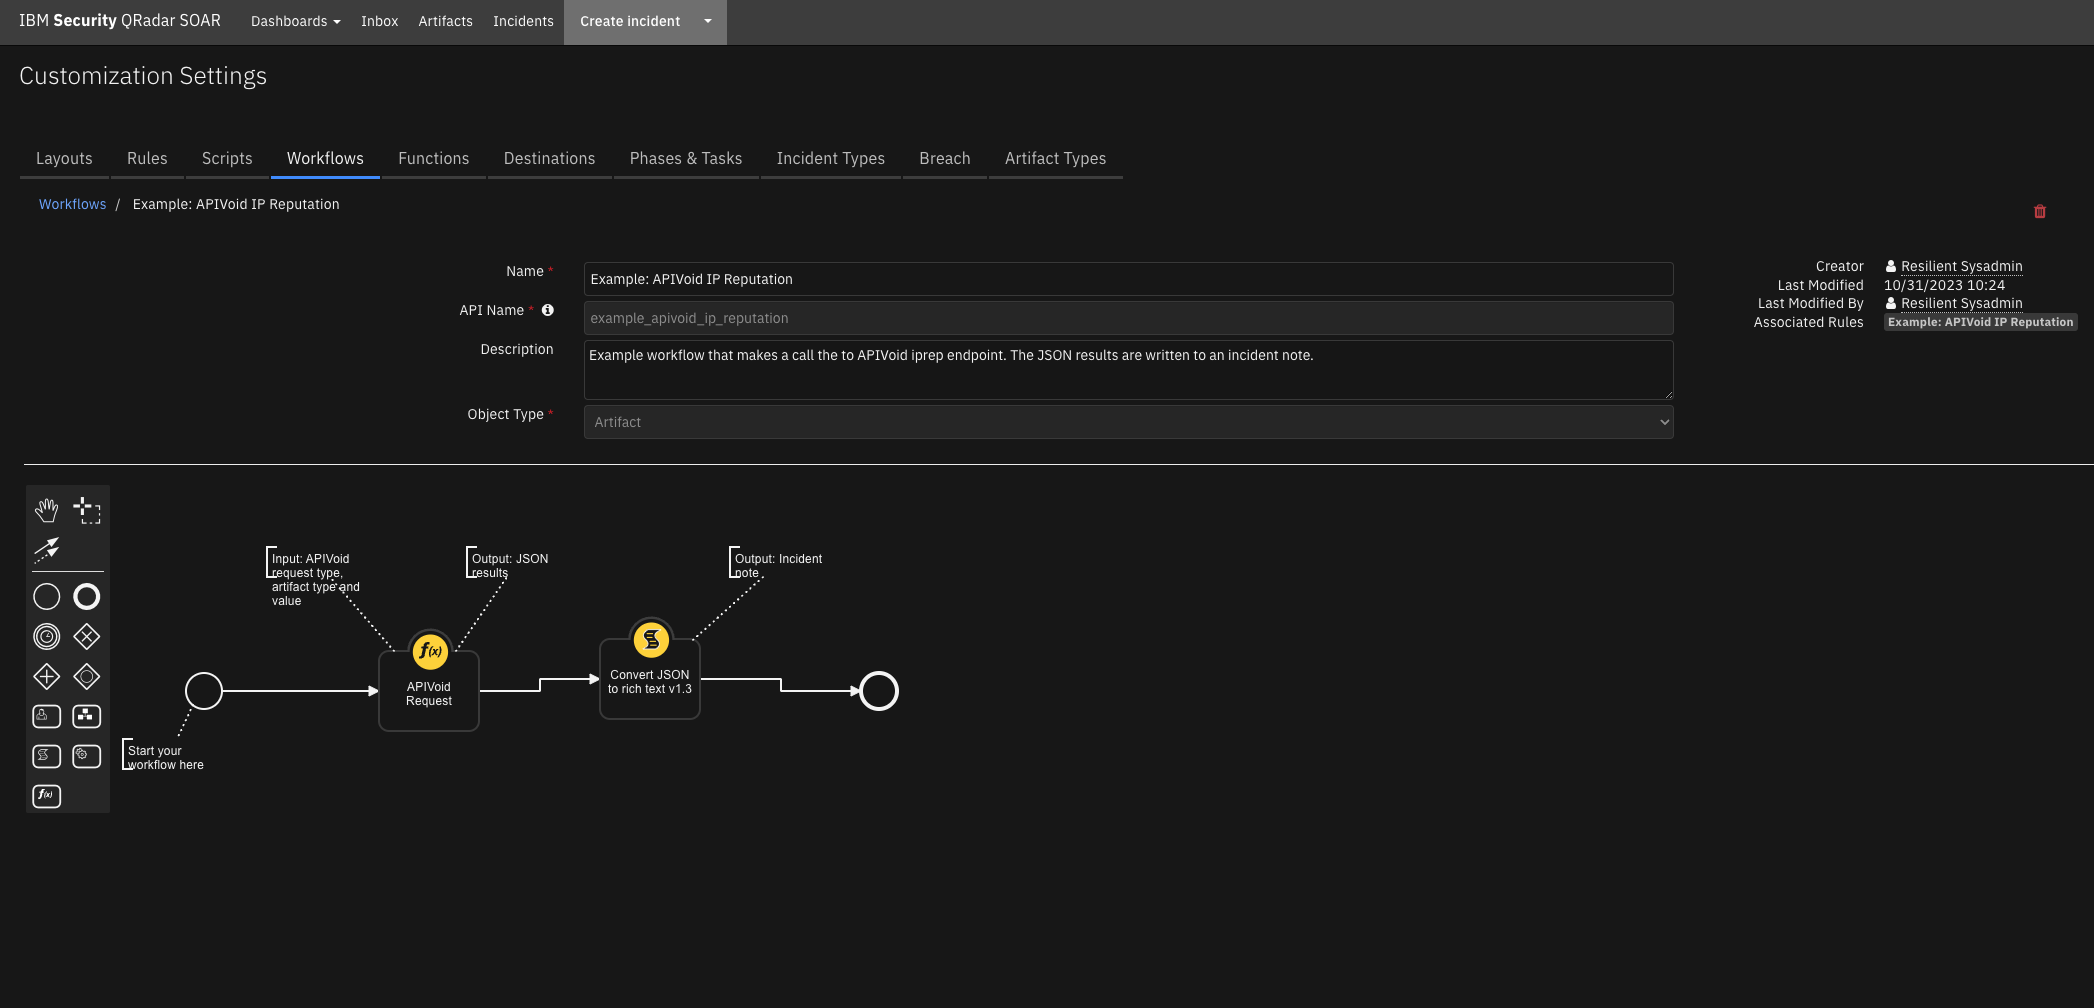 IBM Security QRadar SOAR Dashboards Inbox Artifacts Incidents Create incident
Customization Settings
Layouts Rules Scripts Workflows Functions Destinations Phases & Tasks Incident Types Breach Artifact Types
Workflows / Example: APIVoid IP Reputation
Name * Example: APIVoid IP Reputation
API Name * example_apivoid_ip_reputation
Description Example workflow that makes a call the to APIVoid iprep endpoint. The JSON results are written to an incident note.
Object Type * Artifact
Creator Resilient Sysadmin
Last Modified 10/31/2023 10:24
Last Modified By Resilient Sysadmin
Associated Rules Example: APIVoid IP Reputation
Input: APIVoid
request type,
artifact type and
value
Output: JSON
results
Output: Incident
note
f(x)
APIVoid
Request
Convert JSON
to rich text v1.3
Start your
workflow here
f(x)